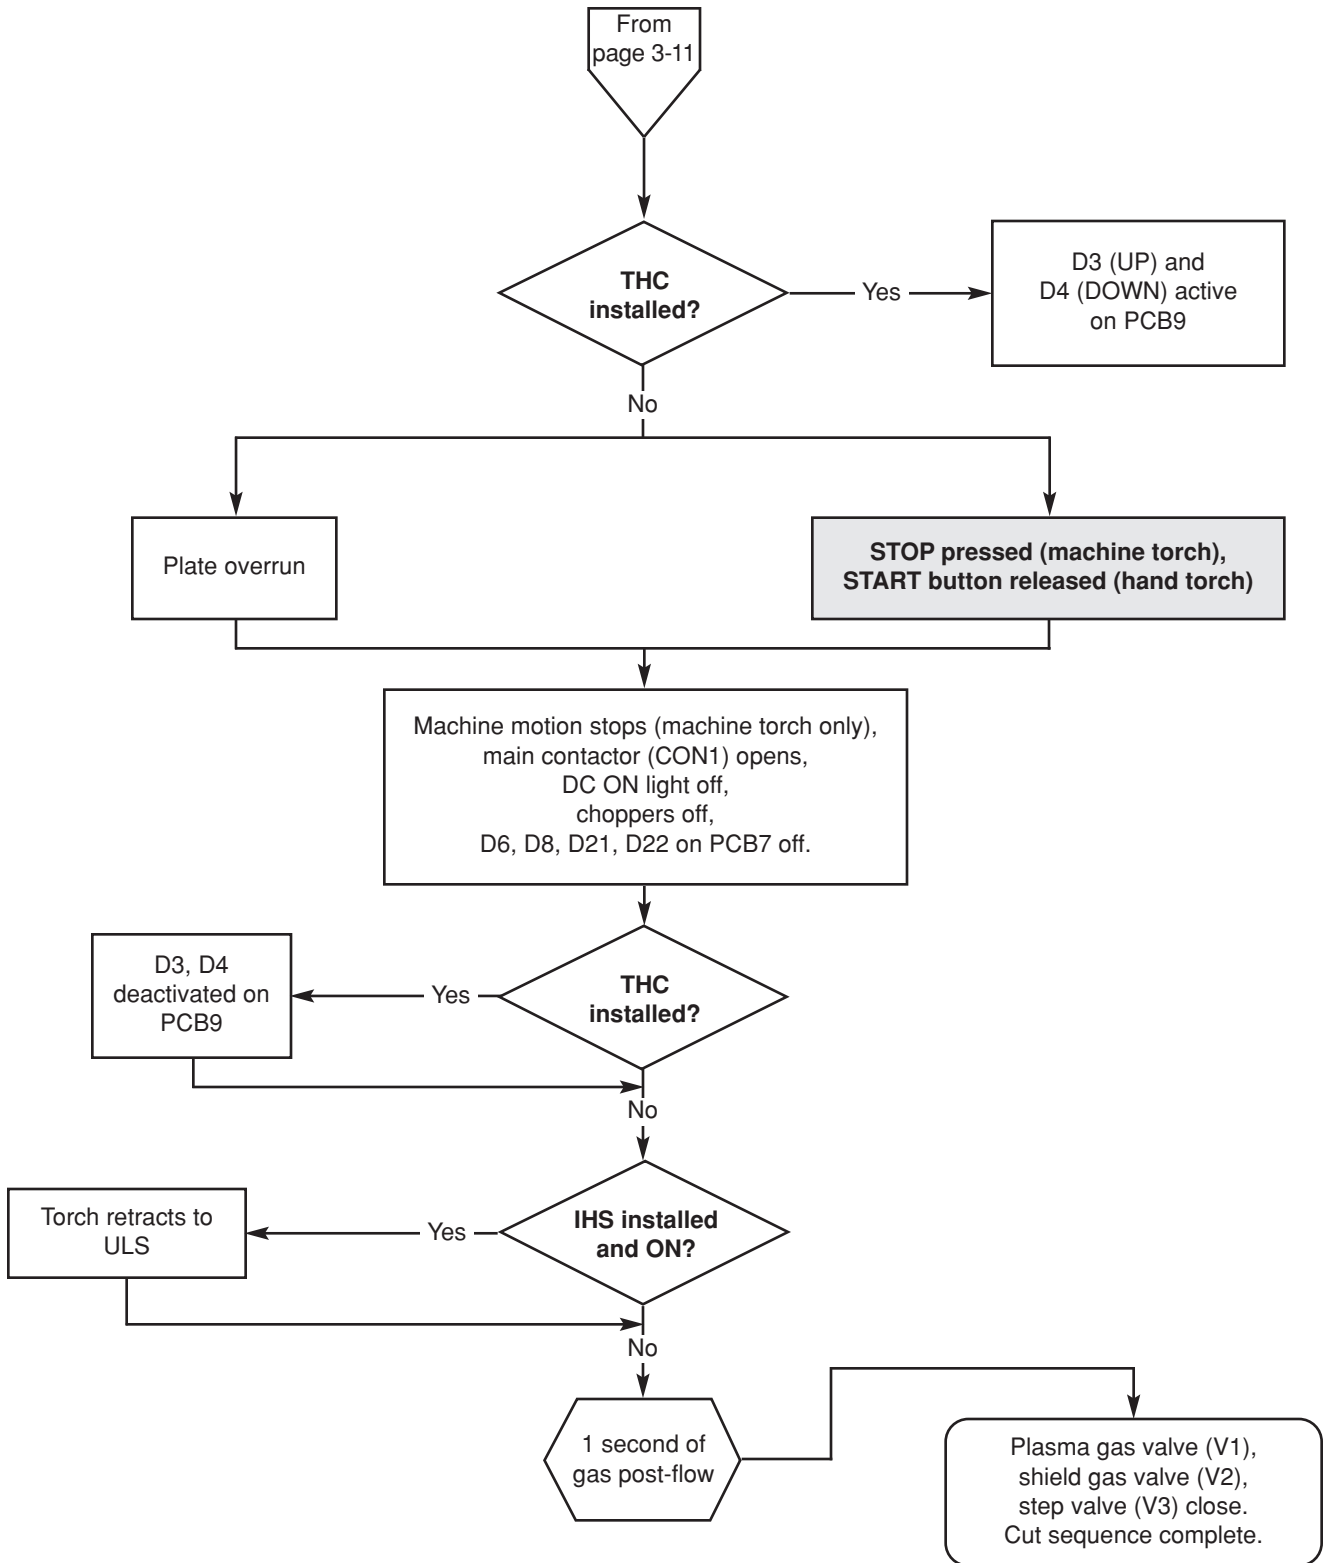 From
page 3-11
THC
installed?
Yes
D3 (UP) and
D4 (DOWN) active
on PCB9
No
Plate overrun
STOP pressed (machine torch),
START button released (hand torch)
Machine motion stops (machine torch only),
main contactor (CON1) opens,
DC ON light off,
choppers off,
D6, D8, D21, D22 on PCB7 off.
THC
installed?
Yes
D3, D4
deactivated on
PCB9
No
IHS installed
and ON?
Yes
Torch retracts to
ULS
No
1 second of
gas post-flow
Plasma gas valve (V1),
shield gas valve (V2),
step valve (V3) close.
Cut sequence complete.